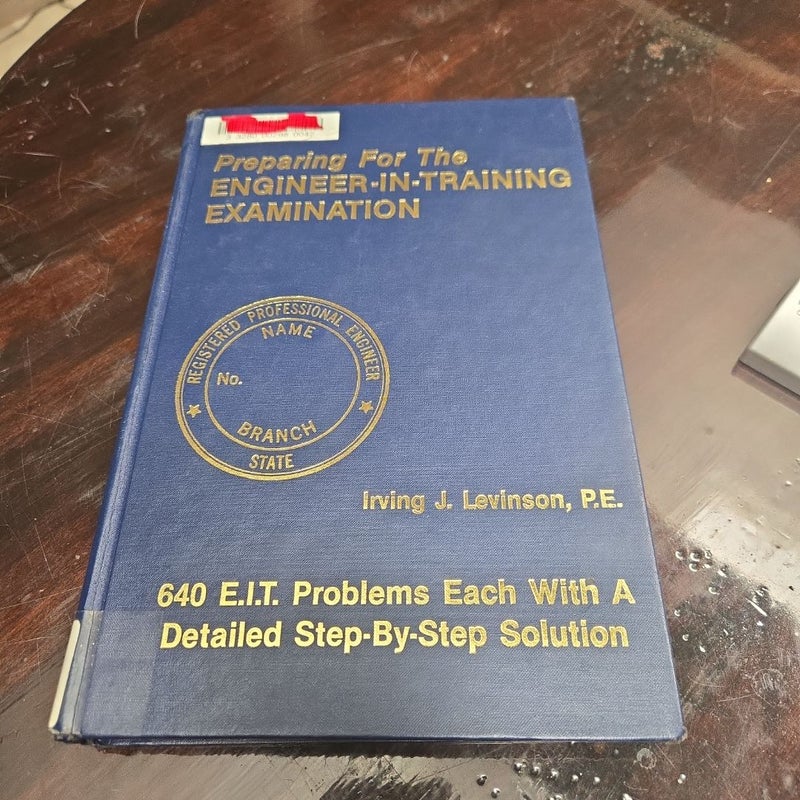 Preparing For The
ENGINEER-IN-TRAINING
EXAMINATION
REGISTERED PROFESSIONAL ENGINEER
NAME
No.
BRANCH
STATE
Irving J. Levinson, P.E.
640 E.I.T. Problems Each With A
Detailed Step-By-Step Solution